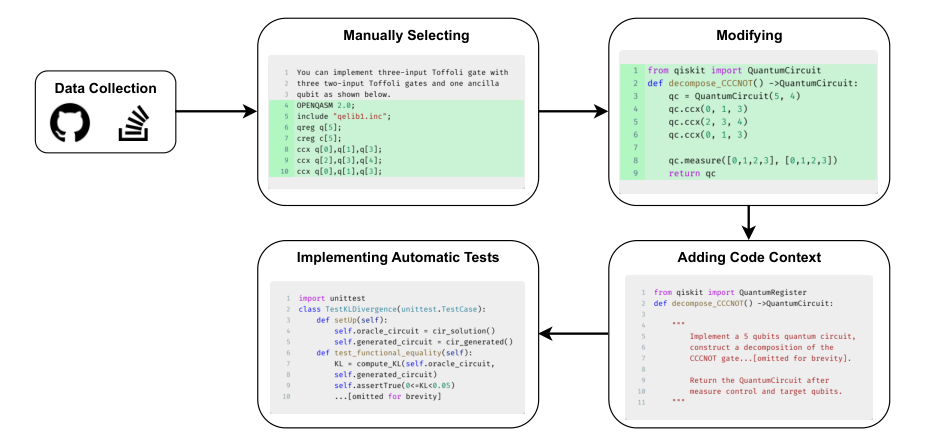 Data Collection
Manually Selecting
1 You can implement three-input Toffoli gate with
2 three two-input Toffoli gates and one ancilla
3 qubit as shown below.
4 OPENQASM 2.0;
5 include "qelib1.inc";
6 qreg q[5];
7 creg c[5];
8 ccx q[0],q[1],q[3];
9 ccx q[2],q[3],q[4];
10 ccx q[0],q[1],q[3];
Modifying
1 from qiskit import QuantumCircuit
2 def decompose_CCCNOT() ->QuantumCircuit:
3 qc = QuantumCircuit(5, 4)
4 qc.ccx(0, 1, 3)
5 qc.ccx(2, 3, 4)
6 qc.ccx(0, 1, 3)
7
8 qc.measure([0,1,2,3], [0,1,2,3])
9 return qc
Adding Code Context
1 from qiskit import QuantumRegister
2 def decompose_CCCNOT() ->QuantumCircuit:
3
4 """
5 Implement a 5 qubits quantum circuit,
6 construct a decomposition of the
7 CCCNOT gate...[omitted for brevity].
8
9 Return the QuantumCircuit after
10 measure control and target qubits.
11 """
Implementing Automatic Tests
1 import unittest
2 class TestKLDivergence(unittest.TestCase):
3 def setUp(self):
4 self.oracle_circuit = cir_solution()
5 self.generated_circuit = cir_generated()
6 def test_functional_equality(self):
7 KL = compute_KL(self.oracle_circuit,
8 self.generated_circuit)
9 self.assertTrue(0<=KL<0.05)
10 ...[omitted for brevity]